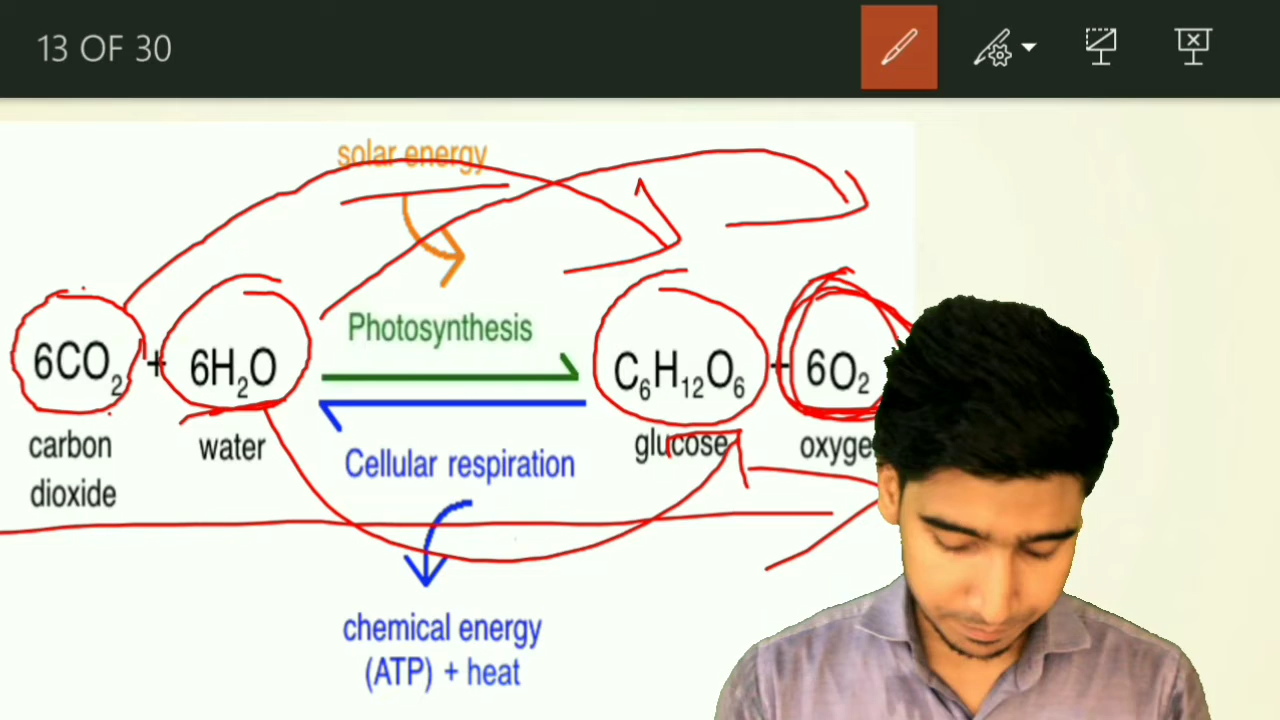 13 OF 30
solar energy
Photosynthesis
6CO₂ + 6H₂O C₆H₁₂O₆ + 6O₂
carbon dioxide
water
glucose
oxyge
Cellular respiration
chemical energy
(ATP) + heat